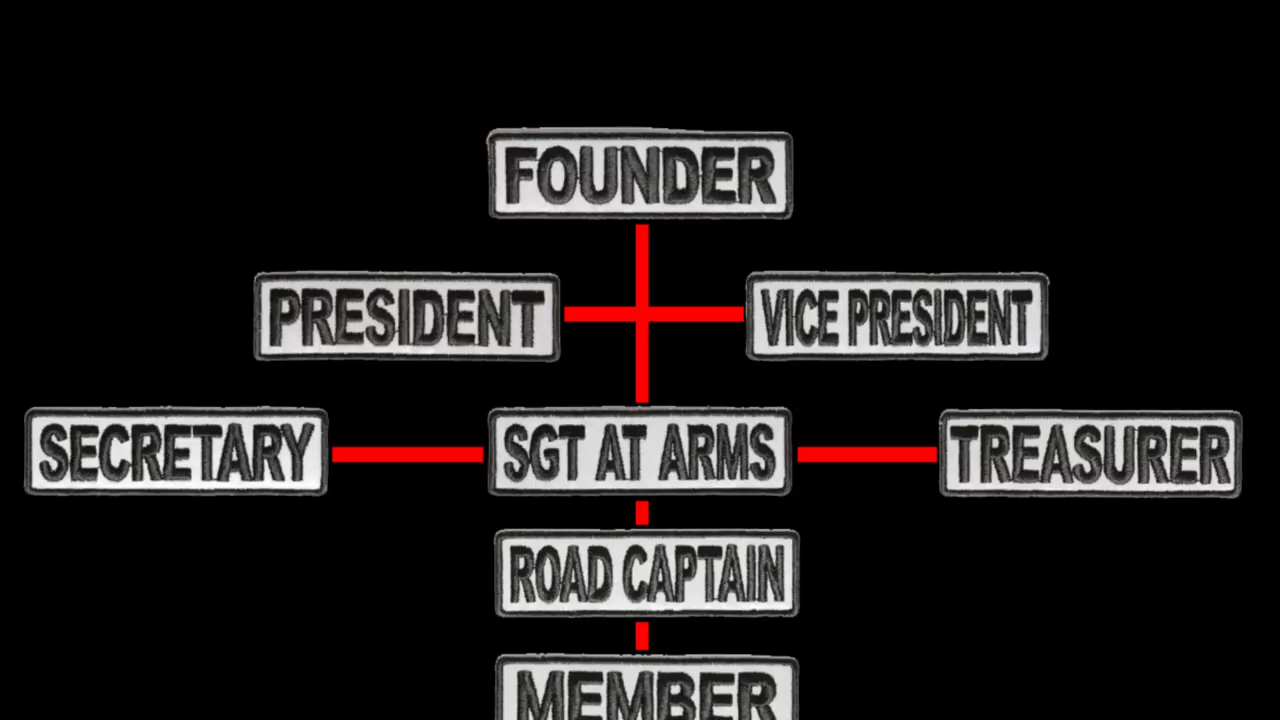 FOUNDER
PRESIDENT
VICE PRESIDENT
SECRETARY
SGT AT ARMS
TREASURER
ROAD CAPTAIN
MEMBER